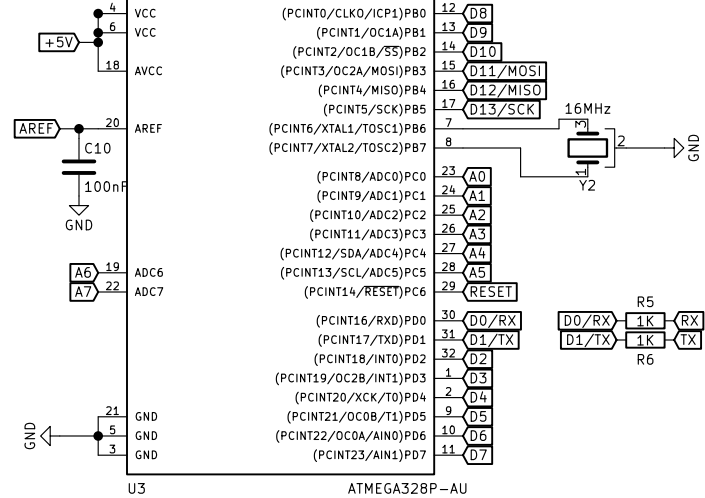 4 VCC (PCINT0/CLKO/ICP1)PB0 12 D8
6 VCC (PCINT1/OC1A)PB1 13 D9
+5V (PCINT2/OC1B/SS)PB2 14 D10
18 AVCC (PCINT3/OC2A/MOSI)PB3 15 D11/MOSI
(PCINT4/MISO)PB4 16 D12/MISO
(PCINT5/SCK)PB5 17 D13/SCK
16MHz
AREF 20 AREF (PCINT6/XTAL1/TOSC1)PB6 7 3
C10 (PCINT7/XTAL2/TOSC2)PB7 8 2 GND
1
100nF (PCINT8/ADC0)PC0 23 A0 Y2
(PCINT9/ADC1)PC1 24 A1
GND (PCINT10/ADC2)PC2 25 A2
(PCINT11/ADC3)PC3 26 A3
(PCINT12/SDA/ADC4)PC4 27 A4
A6 19 ADC6 (PCINT13/SCL/ADC5)PC5 28 A5
A7 22 ADC7 (PCINT14/RESET)PC6 29 RESET
R5
(PCINT16/RXD)PD0 30 D0/RX D0/RX 1K RX
(PCINT17/TXD)PD1 31 D1/TX D1/TX 1K TX
(PCINT18/INT0)PD2 32 D2 R6
(PCINT19/OC2B/INT1)PD3 1 D3
(PCINT20/XCK/T0)PD4 2 D4
21 GND (PCINT21/OC0B/T1)PD5 9 D5
GND 5 GND (PCINT22/OC0A/AIN0)PD6 10 D6
3 GND (PCINT23/AIN1)PD7 11 D7
U3 ATMEGA328P-AU